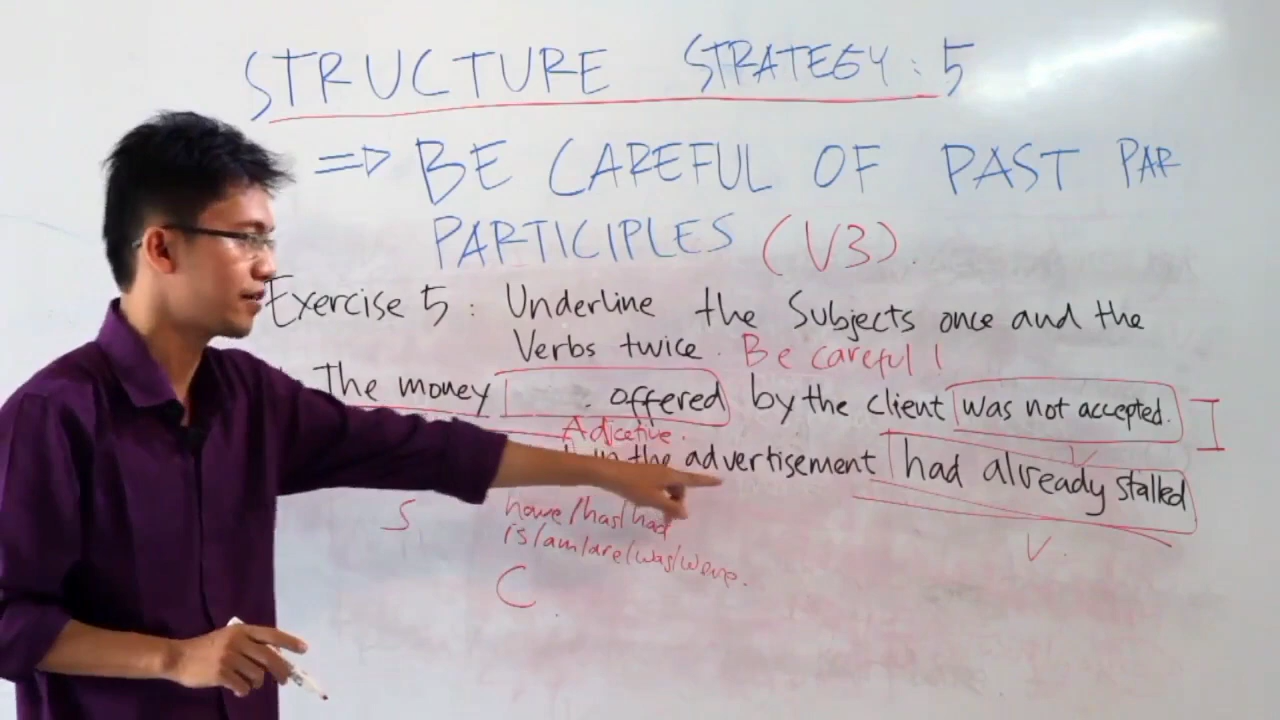 STRUCTURE STRATEGY : 5
⇒ BE CAREFUL OF PAST PAR
PARTICIPLES (V3).
Exercise 5 : Underline the Subjects once and the
Verbs twice. Be careful !
The money offered by the client was not accepted. I
Adjcetive.
in the advertisement had already stalled
V
S have/has/had
is/am/are/was/were.
V.
C